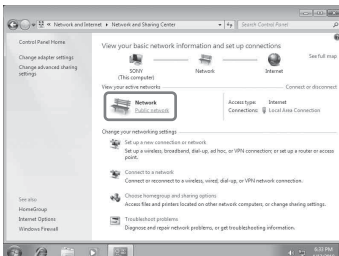 « Network and Internet ▸ Network and Sharing Center
Search Control Panel
Control Panel Home
Change adapter settings
Change advanced sharing
settings
View your basic network information and set up connections
See full map
SONY
(This computer)
Network
Internet
View your active networks
Connect or disconnect
Network
Public network
Access type: Internet
Connections: Local Area Connection
Change your networking settings
Set up a new connection or network
Set up a wireless, broadband, dial-up, ad hoc, or VPN connection; or set up a router or access
point.
Connect to a network
Connect or reconnect to a wireless, wired, dial-up, or VPN network connection.
Choose homegroup and sharing options
Access files and printers located on other network computers, or change sharing settings.
Troubleshoot problems
Diagnose and repair network problems, or get troubleshooting information.
See also
HomeGroup
Internet Options
Windows Firewall
8:33 PM